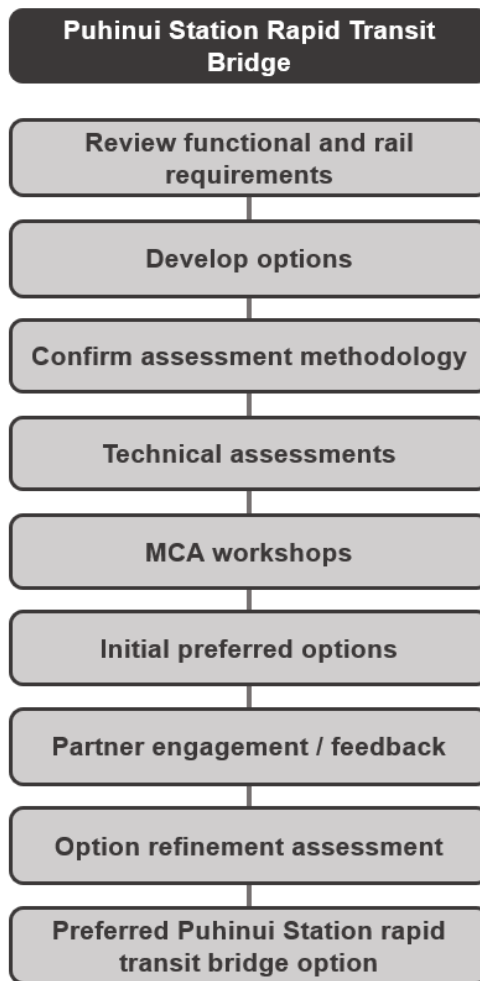 Puhinui Station Rapid Transit
Bridge
Review functional and rail
requirements
Develop options
Confirm assessment methodology
Technical assessments
MCA workshops
Initial preferred options
Partner engagement / feedback
Option refinement assessment
Preferred Puhinui Station rapid
transit bridge option